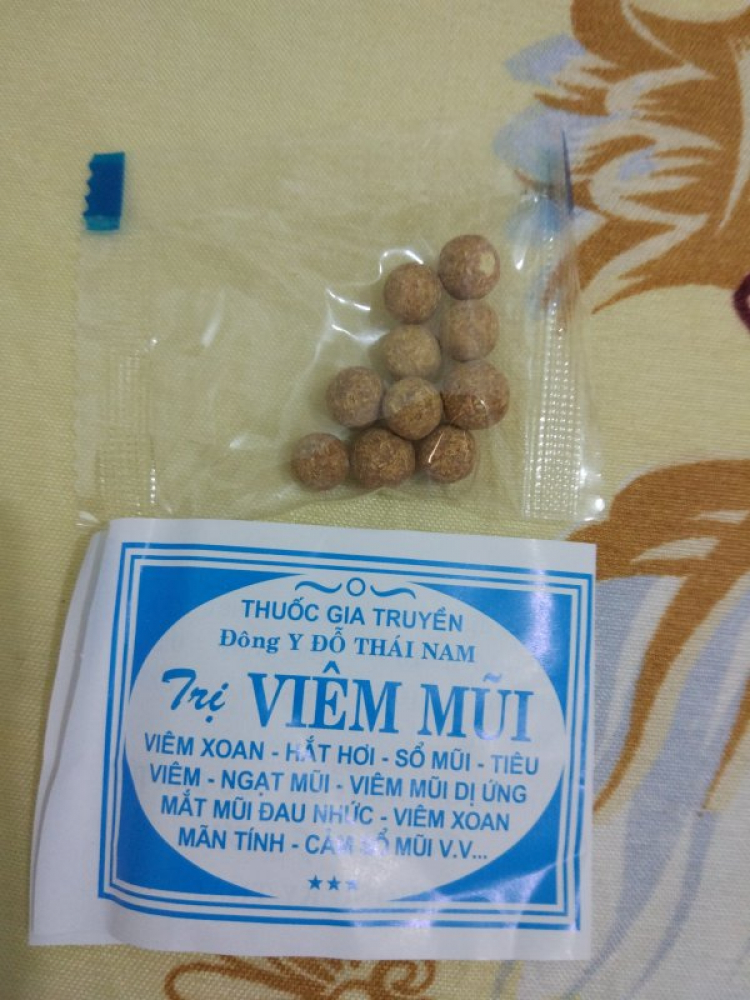 THUỐC GIA TRUYỀN
Đông Y ĐỖ THÁI NAM
Trị VIÊM MŨI
VIÊM XOAN - HẮT HƠI - SỔ MŨI - TIÊU
VIÊM - NGẠT MŨI - VIÊM MŨI DỊ ỨNG
MẮT MŨI ĐAU NHỨC - VIÊM XOAN
MÃN TÍNH - CẢM SỔ MŨI V.V...